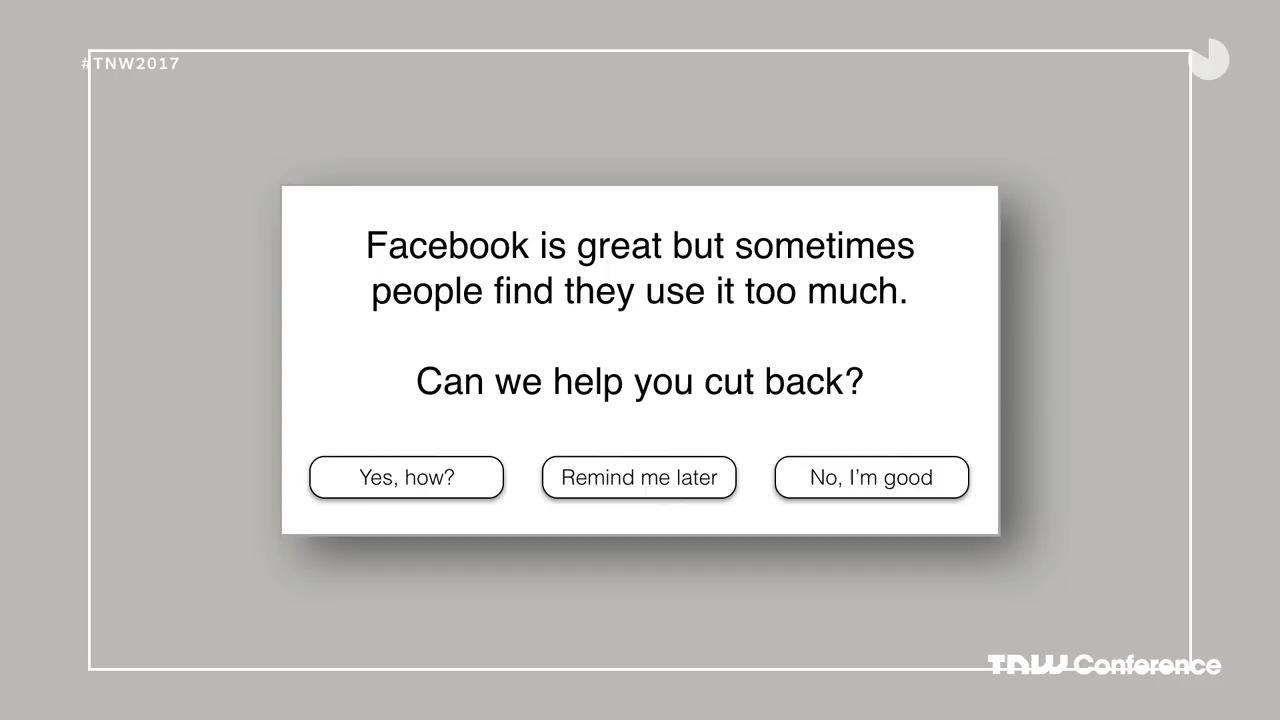 #TNW2017
Facebook is great but sometimes
people find they use it too much.
Can we help you cut back?
Yes, how?
Remind me later
No, I’m good
TNW Conference